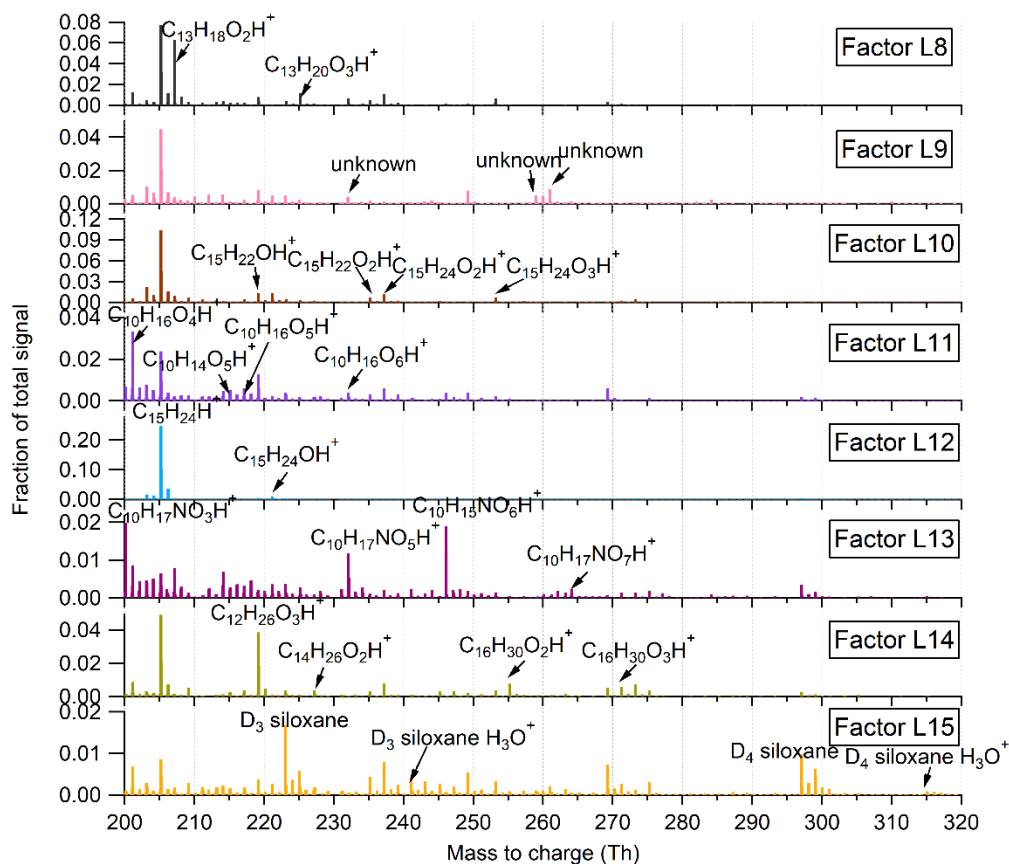 Fraction of total signal
0.08
0.06
0.04
0.02
0.00
C13H18O2H+
C13H20O3H+
Factor L8
0.04
0.02
0.00
unknown
unknown
unknown
Factor L9
0.12
0.09
0.06
0.03
0.00
C15H22OH+
C15H22O2H+
C15H24O2H+
C15H24O3H+
Factor L10
0.04
0.02
0.00
C10H16O4H+
C10H14O5H+
C10H16O5H+
C10H16O6H+
Factor L11
0.20
0.10
0.00
C15H24H+
C15H24OH+
Factor L12
0.02
0.01
0.00
C10H17NO3H+
C10H17NO5H+
C10H15NO6H+
C10H17NO7H+
Factor L13
0.04
0.02
0.00
C12H26O3H+
C14H26O2H+
C16H30O2H+
C16H30O3H+
Factor L14
0.02
0.01
0.00
D3 siloxane
D3 siloxane H3O+
D4 siloxane
D4 siloxane H3O+
Factor L15
200 210 220 230 240 250 260 270 280 290 300 310 320
Mass to charge (Th)